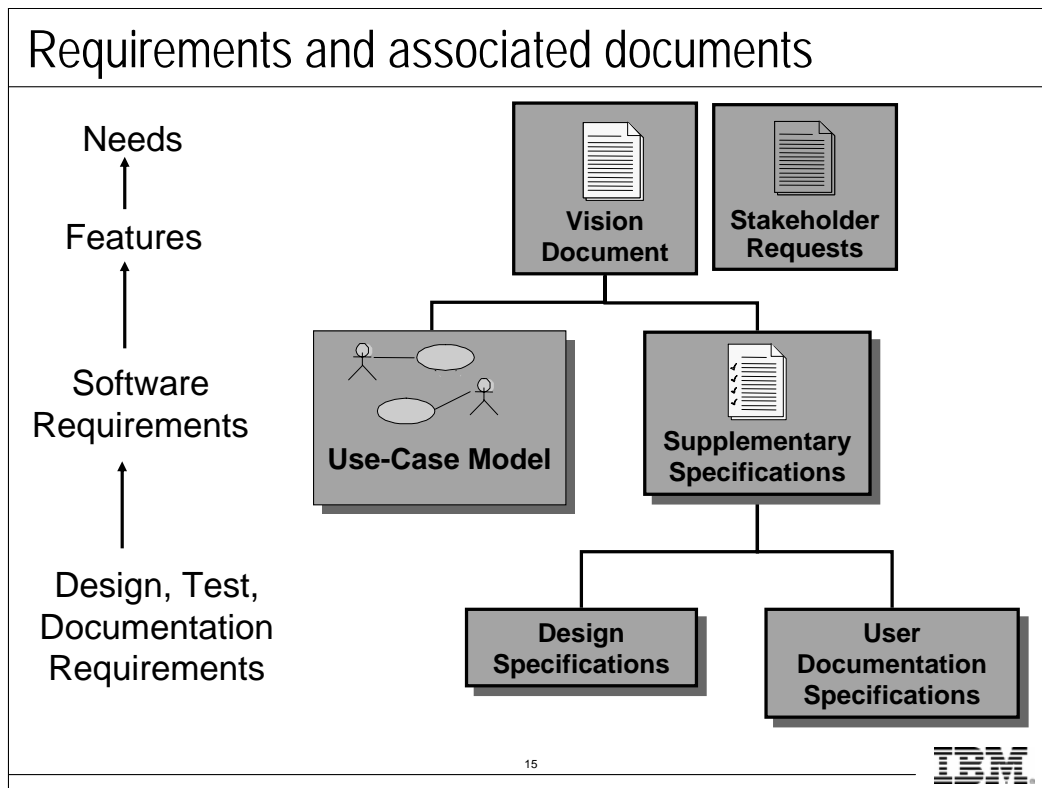 Requirements and associated documents
Needs
Features
Software
Requirements
Design, Test,
Documentation
Requirements
Vision
Document
Stakeholder
Requests
Use-Case Model
Supplementary
Specifications
Design
Specifications
User
Documentation
Specifications
15
IBM.